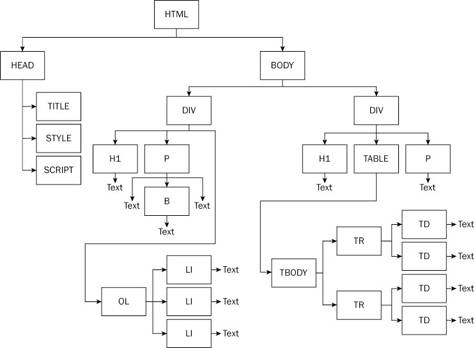 HTML
HEAD
BODY
TITLE
STYLE
SCRIPT
DIV
DIV
H1
P
H1
TABLE
P
Text
Text
B
Text
Text
Text
Text
TBODY
TR
TD
Text
TD
Text
TR
TD
Text
TD
Text
OL
LI
Text
LI
Text
LI
Text